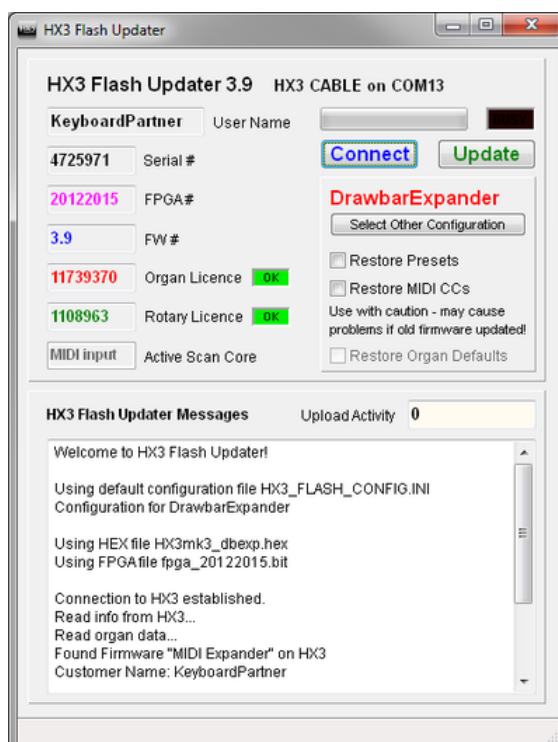 HX3 Flash Updater
HX3 Flash Updater 3.9 HX3 CABLE on COM13
KeyboardPartner User Name BUSY
4725971 Serial # Connect Update
20122015 FPGA# DrawbarExpander
3.9 FW# Select Other Configuration
11739370 Organ Licence OK Restore Presets
Restore MIDI CCs
1108963 Rotary Licence OK Use with caution - may cause
problems if old firmware updated!
MIDI input Active Scan Core Restore Organ Defaults
HX3 Flash Updater Messages Upload Activity 0
Welcome to HX3 Flash Updater!
Using default configuration file HX3_FLASH_CONFIG.INI
Configuration for DrawbarExpander
Using HEX file HX3mk3_dbexp.hex
Using FPGA file fpga_20122015.bit
Connection to HX3 established.
Read info from HX3...
Read organ data...
Found Firmware "MIDI Expander" on HX3
Customer Name: KeyboardPartner